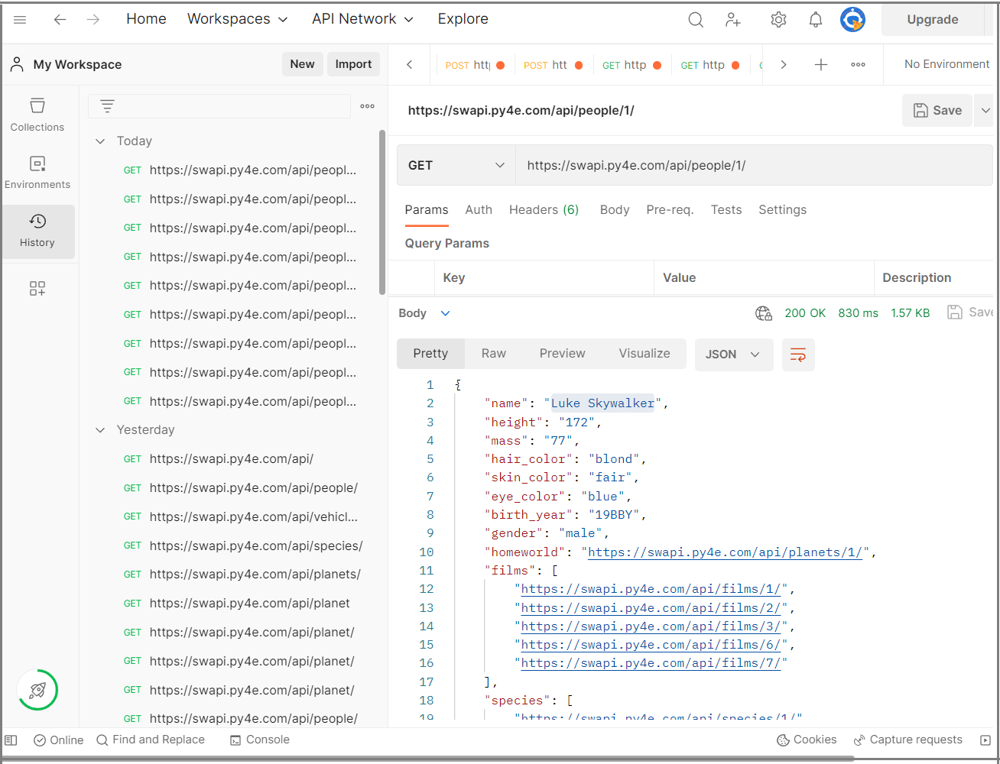 Home Workspaces API Network Explore Upgrade
My Workspace New Import
POST htt POST htt GET http GET http No Environment
Collections
Environments
History
Today
GET https://swapi.py4e.com/api/peopl...
GET https://swapi.py4e.com/api/peopl...
GET https://swapi.py4e.com/api/peopl...
GET https://swapi.py4e.com/api/peopl...
GET https://swapi.py4e.com/api/peopl...
GET https://swapi.py4e.com/api/peopl...
GET https://swapi.py4e.com/api/peopl...
GET https://swapi.py4e.com/api/peopl...
GET https://swapi.py4e.com/api/peopl...
Yesterday
GET https://swapi.py4e.com/api/
GET https://swapi.py4e.com/api/people/
GET https://swapi.py4e.com/api/vehicl...
GET https://swapi.py4e.com/api/species/
GET https://swapi.py4e.com/api/planets/
GET https://swapi.py4e.com/api/planet
GET https://swapi.py4e.com/api/planet/
GET https://swapi.py4e.com/api/planet/
GET https://swapi.py4e.com/api/planet/
GET https://swapi.py4e.com/api/people/
https://swapi.py4e.com/api/people/1/ Save
GET https://swapi.py4e.com/api/people/1/
Params Auth Headers (6) Body Pre-req. Tests Settings
Query Params
Key Value Description
Body 200 OK 830 ms 1.57 KB Save
Pretty Raw Preview Visualize JSON
1 {
2 "name": "Luke Skywalker",
3 "height": "172",
4 "mass": "77",
5 "hair_color": "blond",
6 "skin_color": "fair",
7 "eye_color": "blue",
8 "birth_year": "19BBY",
9 "gender": "male",
10 "homeworld": "https://swapi.py4e.com/api/planets/1/",
11 "films": [
12 "https://swapi.py4e.com/api/films/1/",
13 "https://swapi.py4e.com/api/films/2/",
14 "https://swapi.py4e.com/api/films/3/",
15 "https://swapi.py4e.com/api/films/6/",
16 "https://swapi.py4e.com/api/films/7/"
17 ],
18 "species": [
19 "https://swapi.py4e.com/api/species/1/"
Online Find and Replace Console Cookies Capture requests